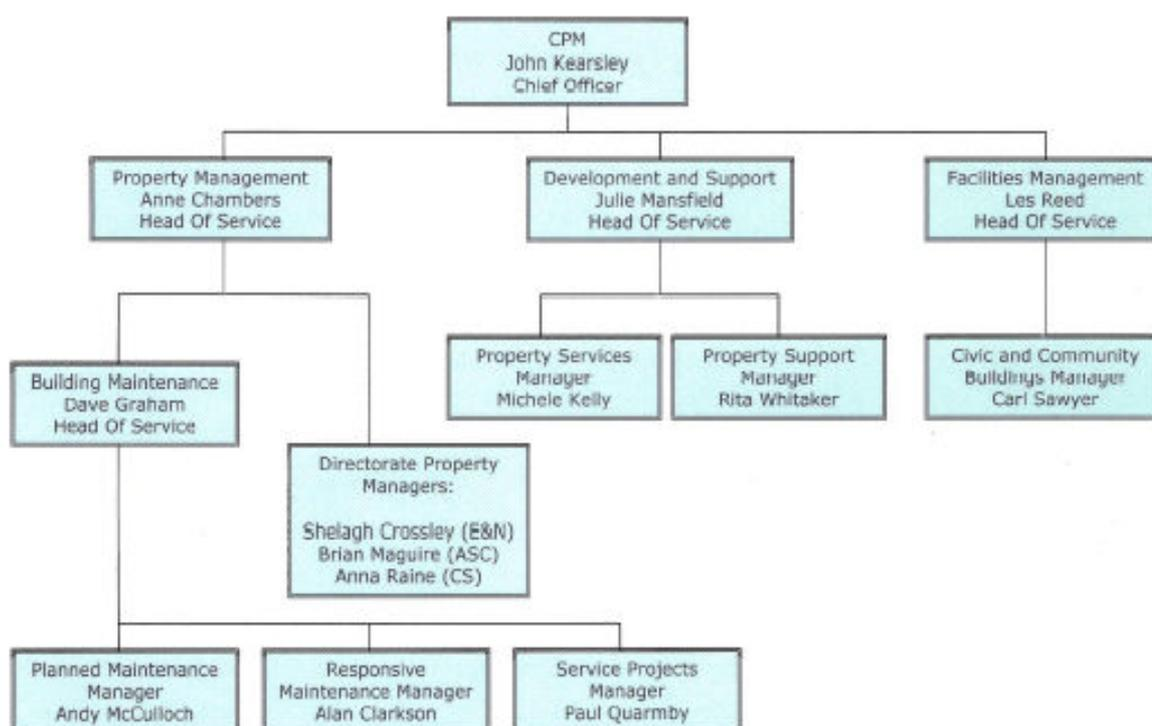 CPM
John Kearsley
Chief Officer
Property Management
Anne Chambers
Head Of Service
Development and Support
Julie Mansfield
Head Of Service
Facilities Management
Les Reed
Head Of Service
Building Maintenance
Dave Graham
Head Of Service
Property Services
Manager
Michele Kelly
Property Support
Manager
Rita Whitaker
Civic and Community
Buildings Manager
Carl Sawyer
Directorate Property
Managers:
Shelagh Crossley (E&N)
Brian Maguire (ASC)
Anna Raine (CS)
Planned Maintenance
Manager
Andy McCulloch
Responsive
Maintenance Manager
Alan Clarkson
Service Projects
Manager
Paul Quarmby